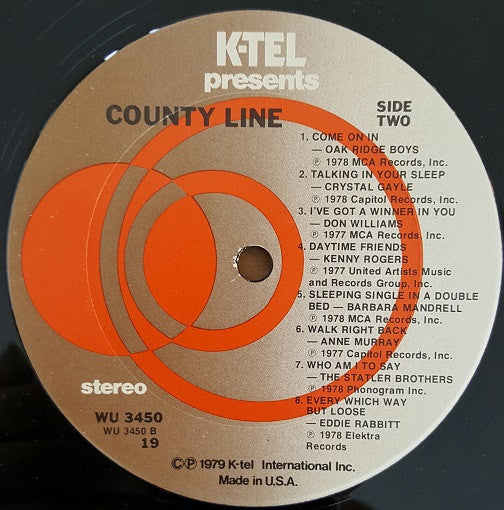 K-TEL
presents
COUNTY LINE
SIDE
TWO
1. COME ON IN
— OAK RIDGE BOYS
℗ 1978 MCA Records, Inc.
2. TALKING IN YOUR SLEEP
— CRYSTAL GAYLE
℗ 1978 Capitol Records, Inc.
3. I'VE GOT A WINNER IN YOU
— DON WILLIAMS
℗ 1977 MCA Records, Inc.
4. DAYTIME FRIENDS
— KENNY ROGERS
℗ 1977 United Artists Music
and Records Group, Inc.
5. SLEEPING SINGLE IN A DOUBLE
BED — BARBARA MANDRELL
℗ 1978 MCA Records, Inc.
6. WALK RIGHT BACK
— ANNE MURRAY
℗ 1977 Capitol Records, Inc.
7. WHO AM I TO SAY
— THE STATLER BROTHERS
℗ 1978 Phonogram Inc.
8. EVERY WHICH WAY
BUT LOOSE
— EDDIE RABBITT
℗ 1978 Elektra
Records
stereo
WU 3450
WU 3450 B
19
©℗ 1979 K-tel International Inc.
Made in U.S.A.